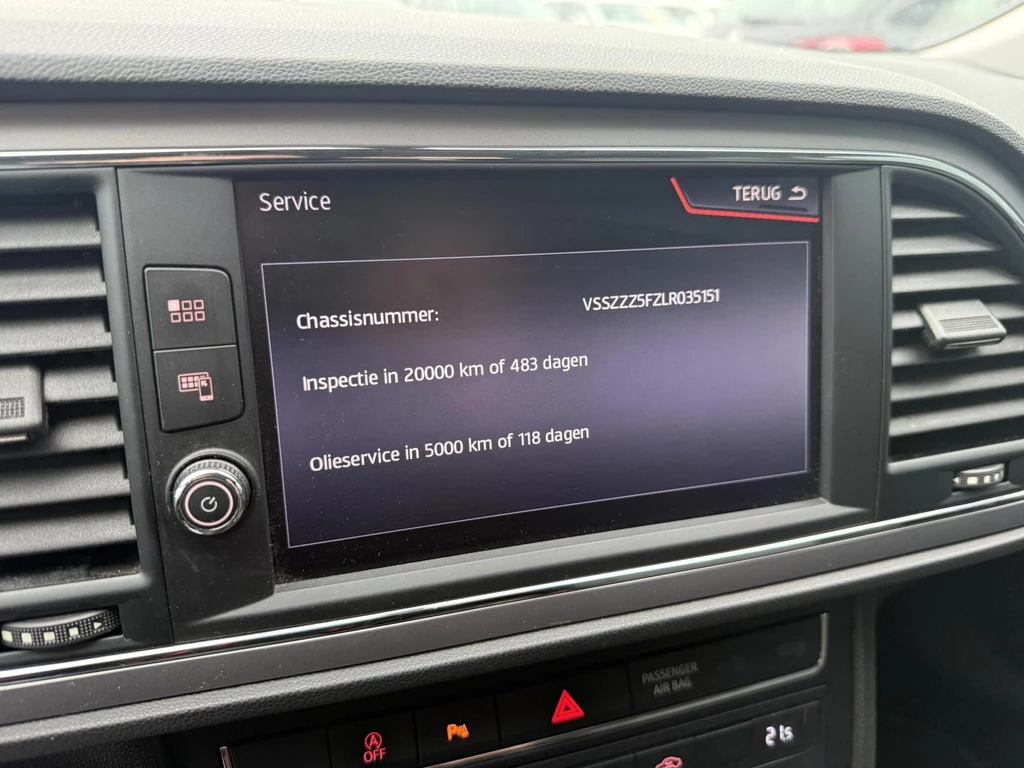 Service
TERUG
Chassisnummer: VSSZZZ5FZLR035151
Inspectie in 20000 km of 483 dagen
Olieservice in 5000 km of 118 dagen
PASSENGER
AIR BAG
A
OFF